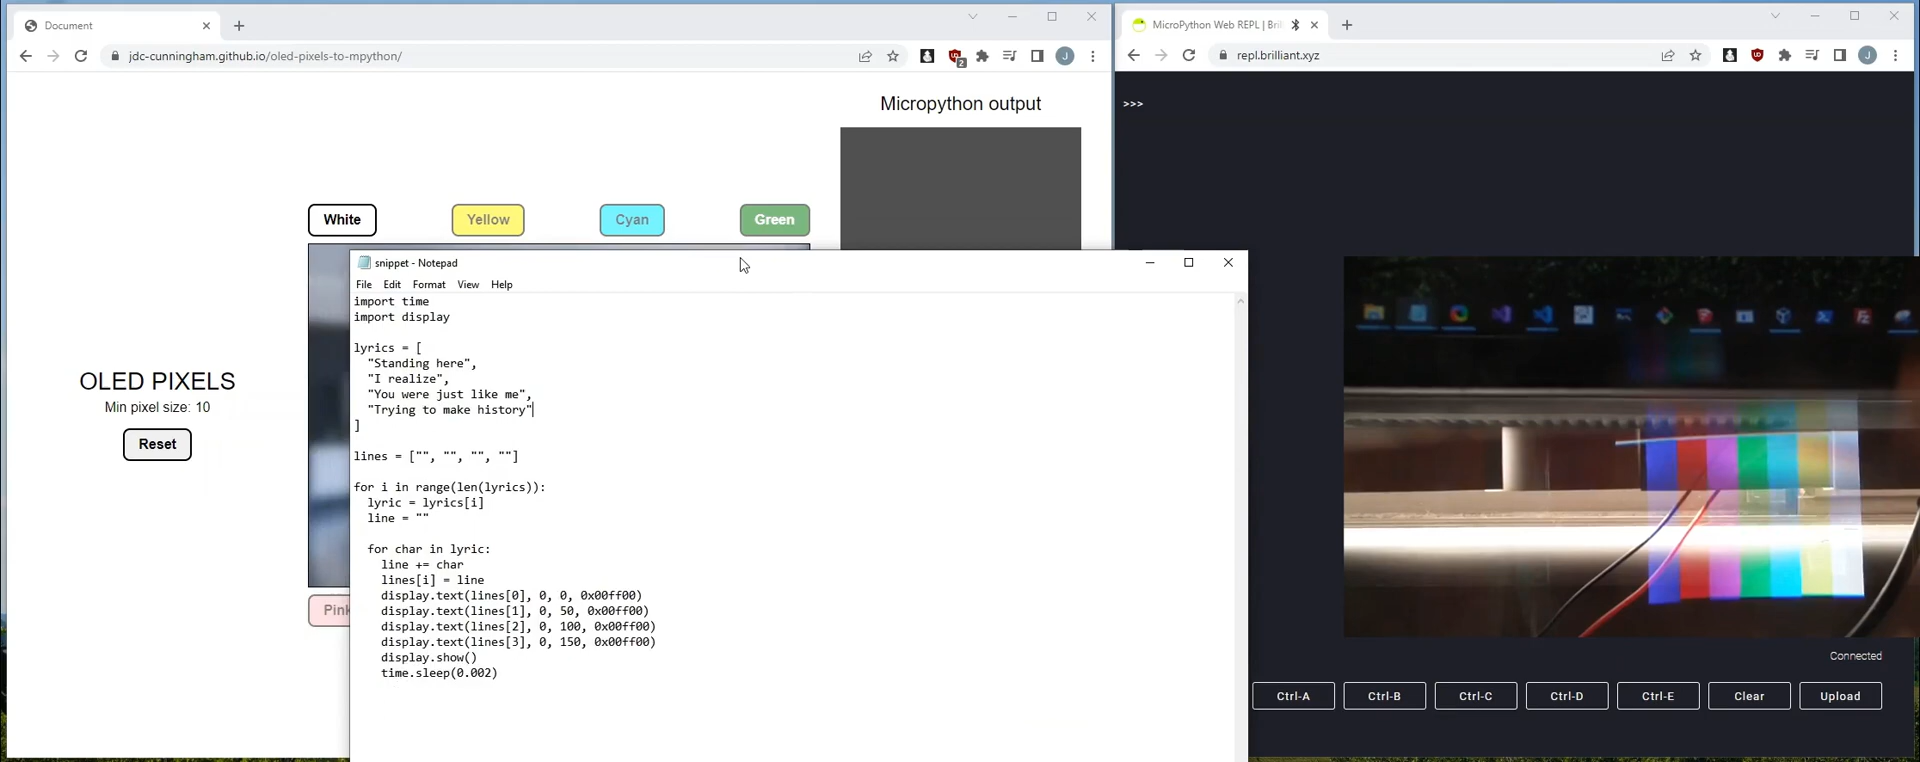 Document
jdc-cunningham.github.io/oled-pixels-to-mpython/
2
J
Micropython output
White
Yellow
Cyan
Green
OLED PIXELS
Min pixel size: 10
Reset
Pink
snippet - Notepad
File Edit Format View Help
import time
import display
lyrics = [
"Standing here",
"I realize",
"You were just like me",
"Trying to make history"
]
lines = ["", "", "", ""]
for i in range(len(lyrics)):
lyric = lyrics[i]
line = ""
for char in lyric:
line += char
lines[i] = line
display.text(lines[0], 0, 0, 0x00ff00)
display.text(lines[1], 0, 50, 0x00ff00)
display.text(lines[2], 0, 100, 0x00ff00)
display.text(lines[3], 0, 150, 0x00ff00)
display.show()
time.sleep(0.002)
MicroPython Web REPL | Bril
repl.brilliant.xyz
J
>>>
Connected
Ctrl-A
Ctrl-B
Ctrl-C
Ctrl-D
Ctrl-E
Clear
Upload